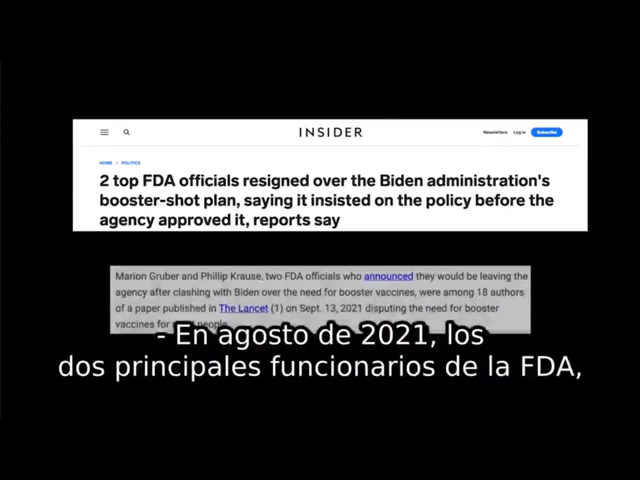 INSIDER
Newsletters Log in Subscribe
HOME POLITICS
2 top FDA officials resigned over the Biden administration's
booster-shot plan, saying it insisted on the policy before the
agency approved it, reports say
Marion Gruber and Phillip Krause, two FDA officials who announced they would be leaving the
agency after clashing with Biden over the need for booster vaccines, were among 18 authors
of a paper published in The Lancet (1) on Sept. 13, 2021 disputing the need for booster
vaccines for people.
- En agosto de 2021, los
dos principales funcionarios de la FDA,